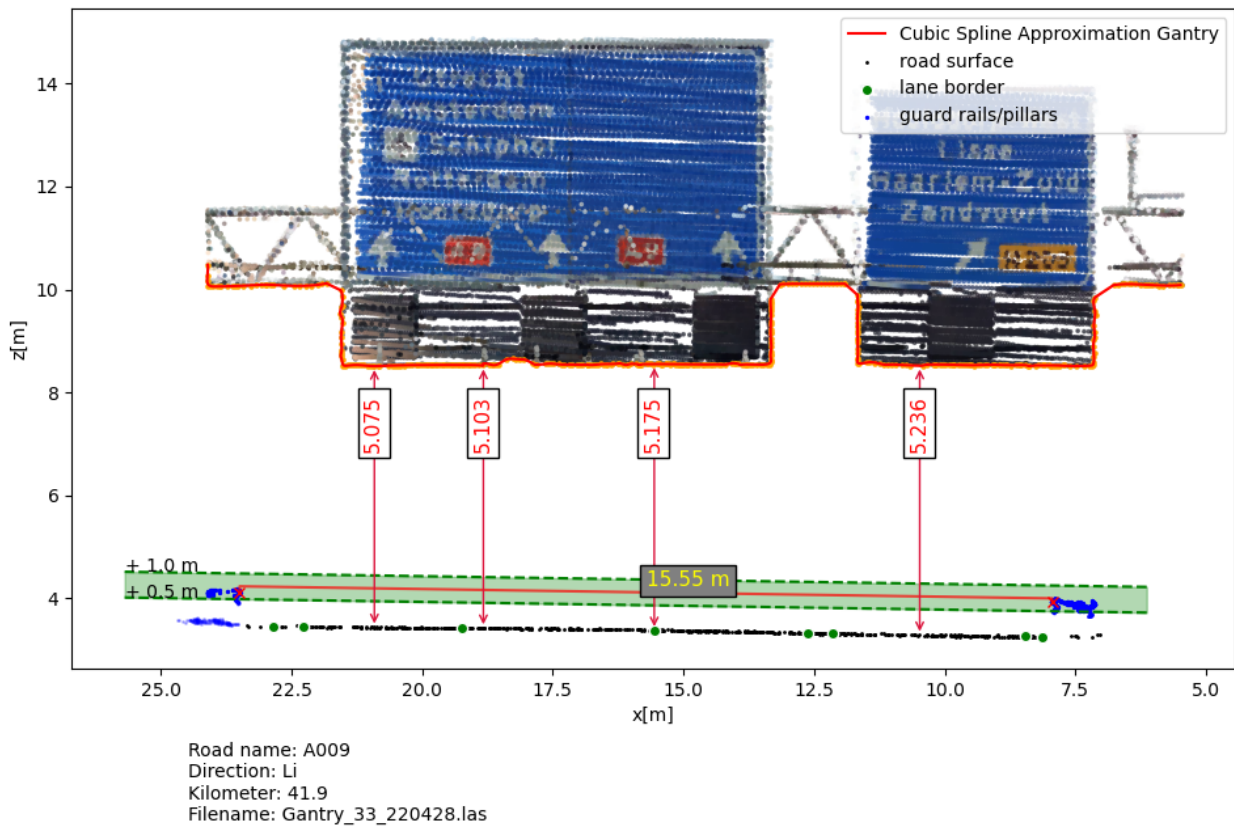 Cubic Spline Approximation Gantry
road surface
lane border
guard rails/pillars
Utrecht
Amsterdam
Schiphol
Rotterdam
Lisse
Haarlem-Zuid
Zandvoort
A9
A9
14
12
10
8
6
4
z[m]
5.075
5.103
5.175
5.236
+ 1.0 m
+ 0.5 m
15.55 m
25.0
22.5
20.0
17.5
15.0
12.5
10.0
7.5
5.0
x[m]
Road name: A009
Direction: Li
Kilometer: 41.9
Filename: Gantry_33_220428.las